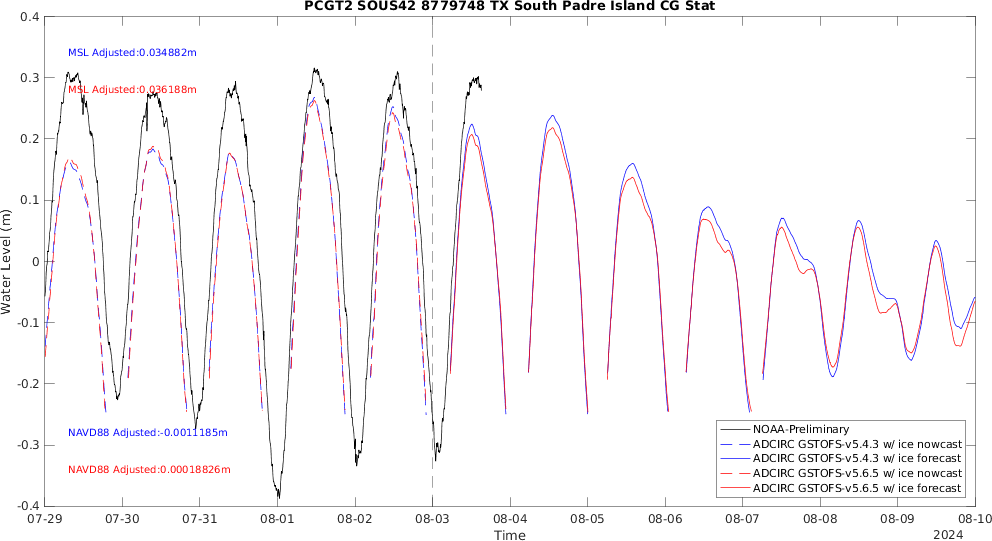 PCGT2 SOUS42 8779748 TX South Padre Island CG Stat
0.4
0.3
0.2
0.1
0
-0.1
-0.2
-0.3
-0.4
Water Level (m)
MSL Adjusted:0.034882m
MSL Adjusted:0.036188m
NAVD88 Adjusted:-0.0011185m
NAVD88 Adjusted:0.00018826m
NOAA-Preliminary
ADCIRC GSTOFS-v5.4.3 w/ ice nowcast
ADCIRC GSTOFS-v5.4.3 w/ ice forecast
ADCIRC GSTOFS-v5.6.5 w/ ice nowcast
ADCIRC GSTOFS-v5.6.5 w/ ice forecast
07-29 07-30 07-31 08-01 08-02 08-03 08-04 08-05 08-06 08-07 08-08 08-09 08-10
Time
2024